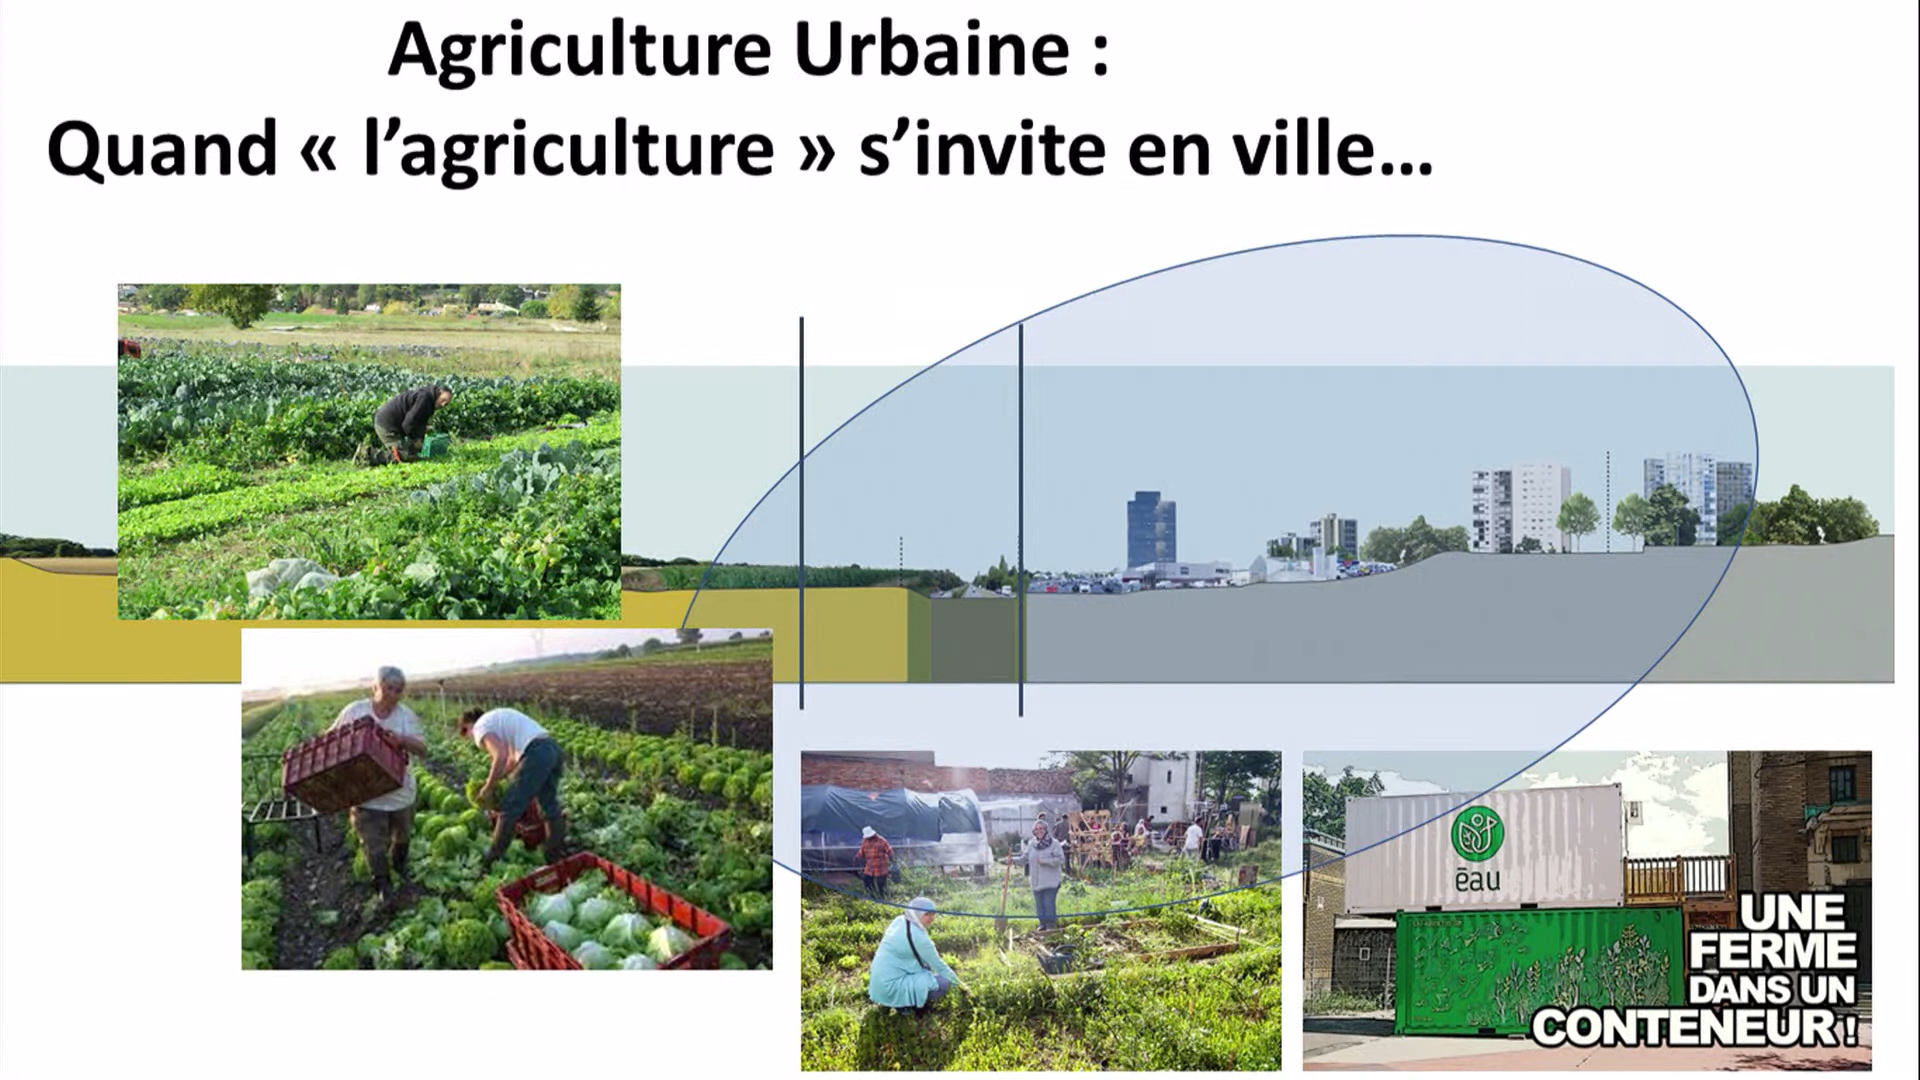 Agriculture Urbaine :
Quand « l’agriculture » s’invite en ville…
ēau
UNE
FERME
DANS UN
CONTENEUR !